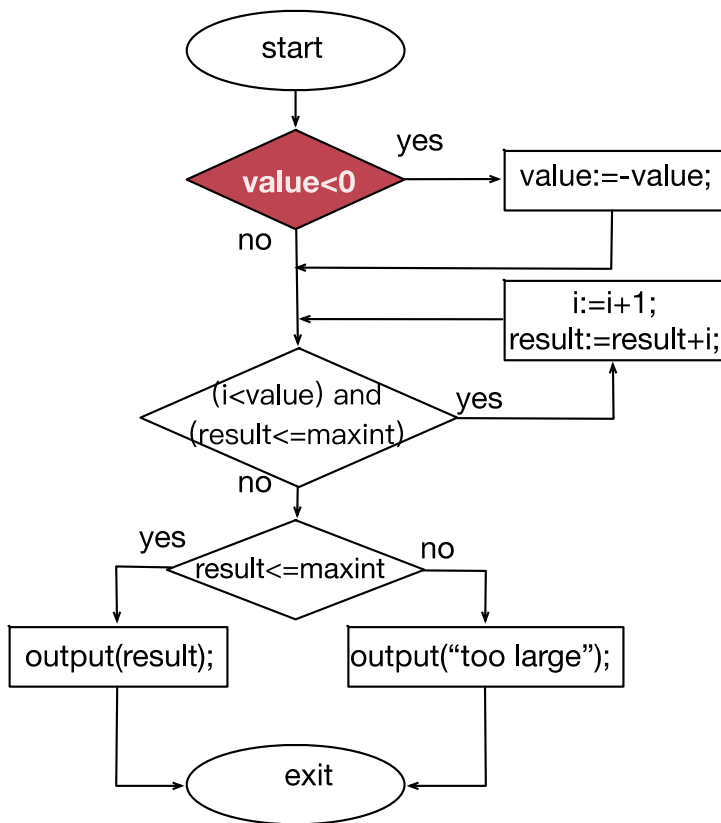 start
value<0
yes
value:=-value;
no
i:=i+1;
result:=result+i;
(i<value) and
(result<=maxint)
yes
no
result<=maxint
yes
no
output(result);
output(“too large”);
exit